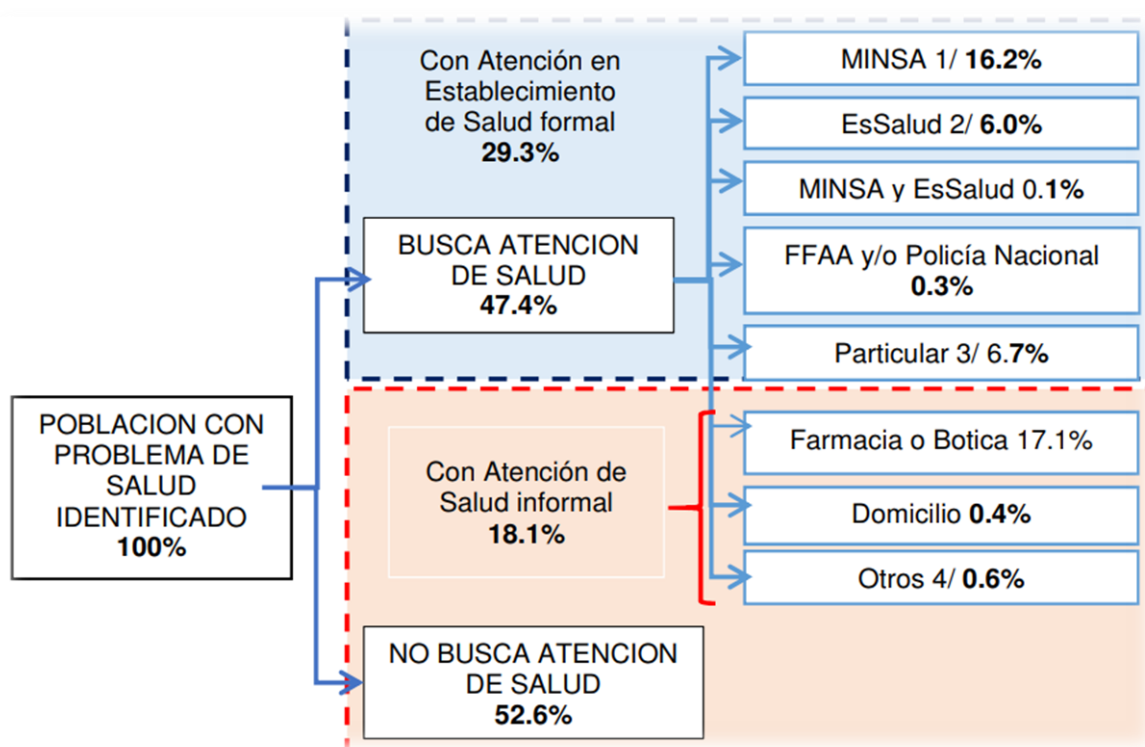 Con Atención en
Establecimiento
de Salud formal
29.3%
MINSA 1/ 16.2%
EsSalud 2/ 6.0%
MINSA y EsSalud 0.1%
FFAA y/o Policía Nacional
0.3%
Particular 3/ 6.7%
BUSCA ATENCION
DE SALUD
47.4%
POBLACION CON
PROBLEMA DE
SALUD
IDENTIFICADO
100%
Con Atención de
Salud informal
18.1%
Farmacia o Botica 17.1%
Domicilio 0.4%
Otros 4/ 0.6%
NO BUSCA ATENCION
DE SALUD
52.6%